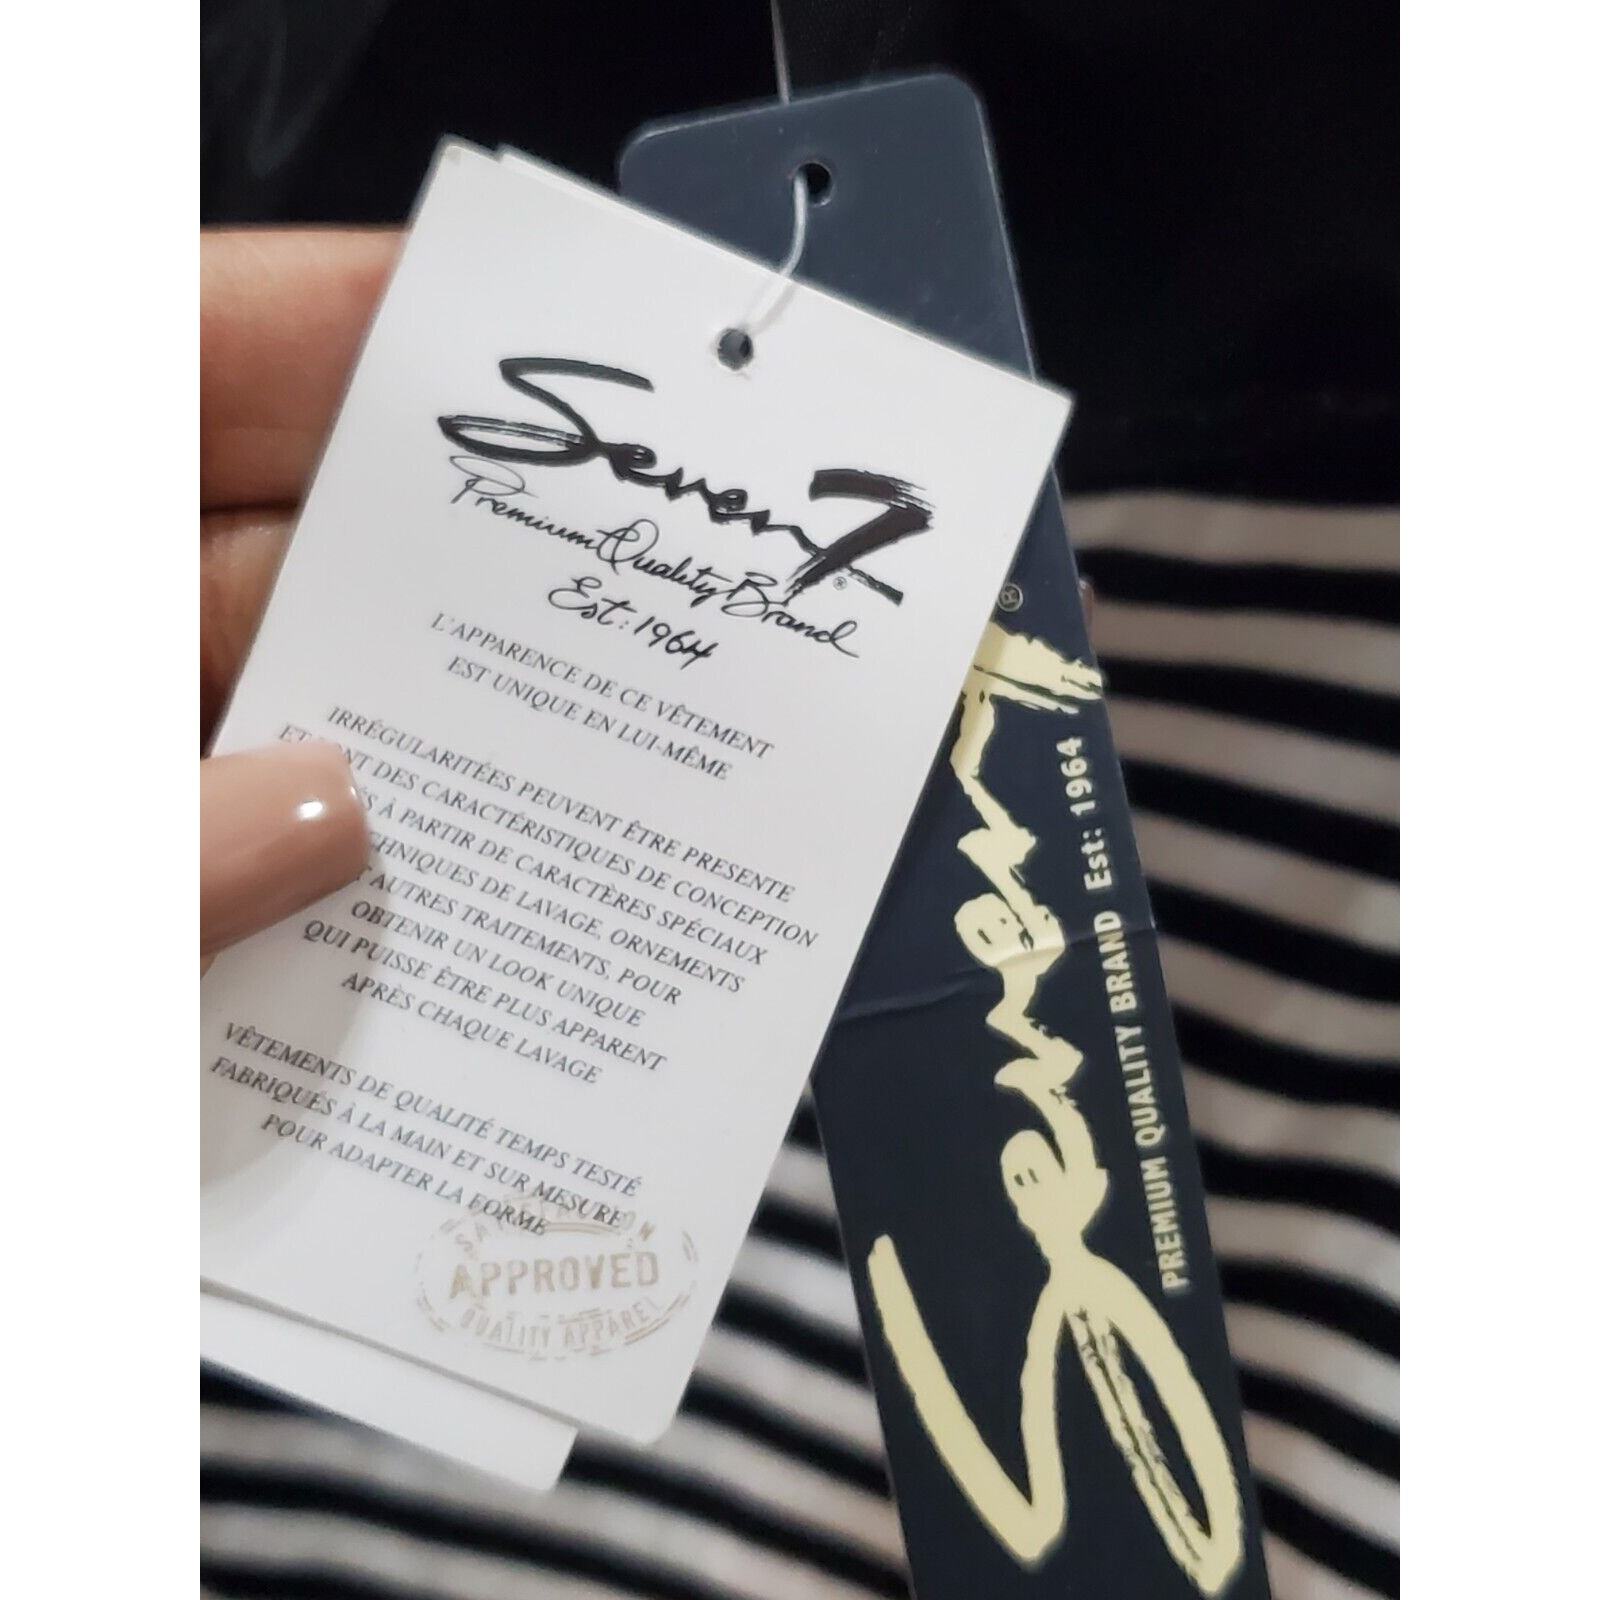 Seven7
®
Premium Quality Brand
Est: 1964
L'APPARENCE DE CE VÊTEMENT
EST UNIQUE EN LUI-MÊME
IRRÉGULARITÉES PEUVENT ÊTRE PRESENTE
ET DES CARACTÉRISTIQUES DE CONCEPTION
À PARTIR DE CARACTÈRES SPÉCIAUX
DE LAVAGE, ORNEMENTS
AUTRES TRAITEMENTS, POUR
OBTENIR UN LOOK UNIQUE
QUI PUISSE ÊTRE PLUS APPARENT
APRÈS CHAQUE LAVAGE
VÊTEMENTS DE QUALITÉ TEMPS TESTÉ
FABRIQUÉS À LA MAIN ET SUR MESURE
POUR ADAPTER LA FORME
APPROVED
QUALITY APPAREL
Seven7
®
PREMIUM QUALITY BRAND Est: 1964